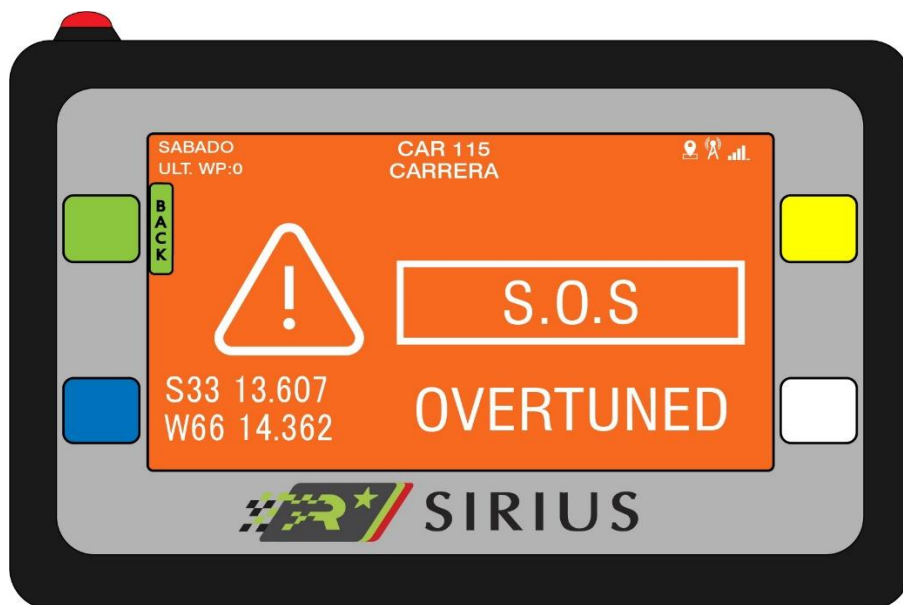 SABADO
ULT. WP:0
CAR 115
CARRERA
BACK
S.O.S
S33 13.607
W66 14.362
OVERTUNED
R SIRIUS